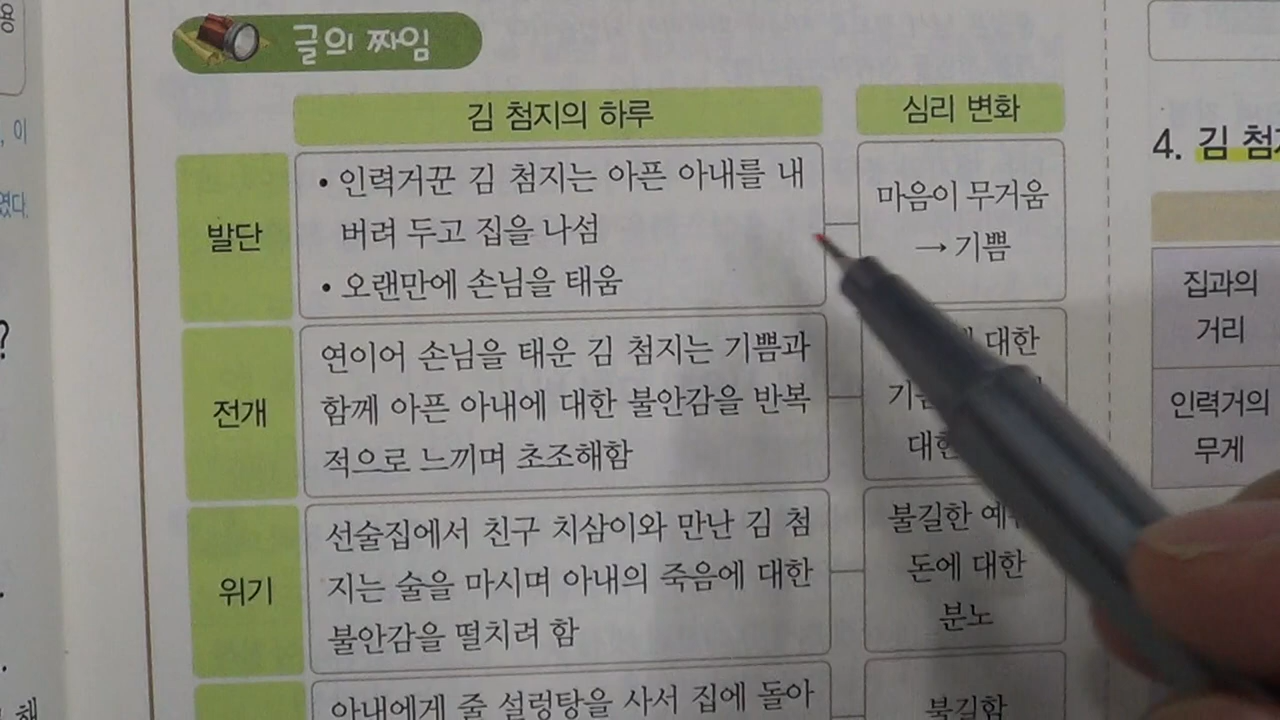 글의 짜임
김 첨지의 하루
심리 변화
발단
• 인력거꾼 김 첨지는 아픈 아내를 내
버려 두고 집을 나섬
• 오랜만에 손님을 태움
마음이 무거움
→ 기쁨
전개
연이어 손님을 태운 김 첨지는 기쁨과
함께 아픈 아내에 대한 불안감을 반복
적으로 느끼며 초조해함
대한
위기
선술집에서 친구 치삼이와 만난 김 첨
지는 술을 마시며 아내의 죽음에 대한
불안감을 떨치려 함
불길한
돈에 대한
분노
아내에게 줄 설렁탕을 사서 집에 돌아
불길함
4. 김
집과의
거리
인력거의
무게
, 이
였다.
?